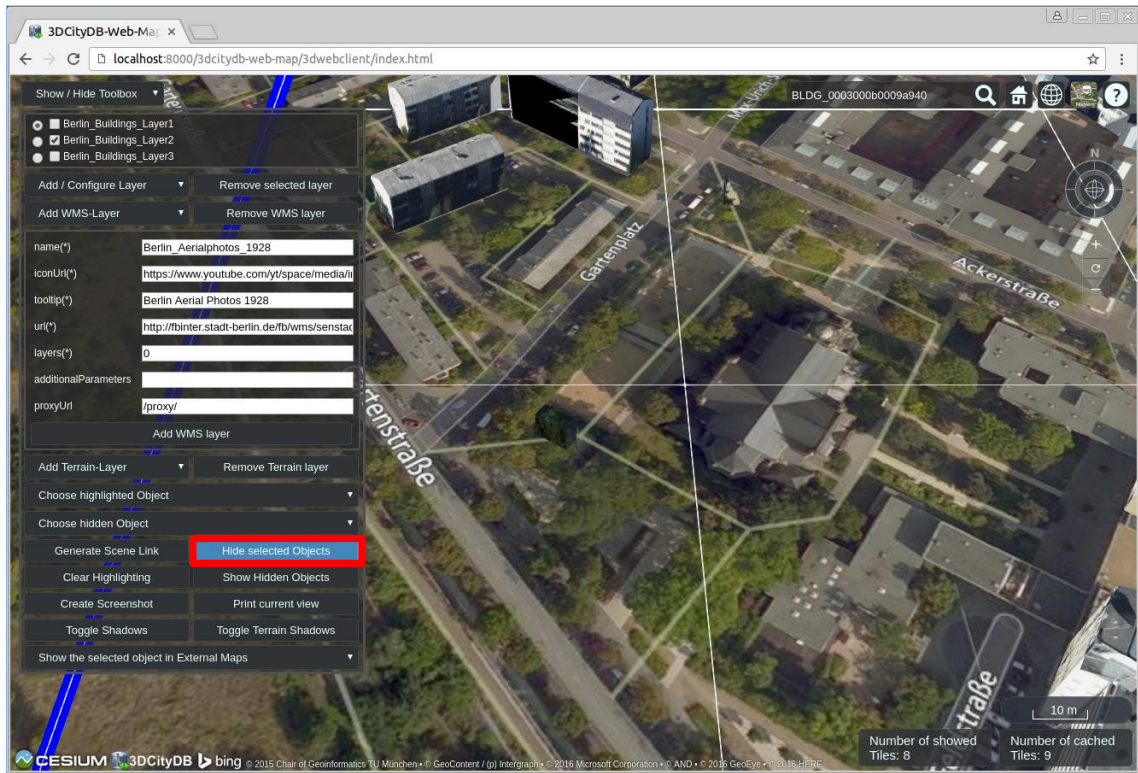 3DCityDB-Web-Map
localhost:8000/3dcitydb-web-map/3dwebclient/index.html
Show / Hide Toolbox
BLDG_0003000b0009a940
Berlin_Buildings_Layer1
Berlin_Buildings_Layer2
Berlin_Buildings_Layer3
Add / Configure Layer
Remove selected layer
Add WMS-Layer
Remove WMS layer
name(*)
Berlin_Aerialphotos_1928
iconUrl(*)
https://www.youtube.com/yt/space/media/i
tooltip(*)
Berlin Aerial Photos 1928
url(*)
http://fbinter.stadt-berlin.de/fb/wms/senstad
layers(*)
0
additionalParameters
proxyUrl
/proxy/
Add WMS layer
Add Terrain-Layer
Remove Terrain layer
Choose highlighted Object
Choose hidden Object
Generate Scene Link
Hide selected Objects
Clear Highlighting
Show Hidden Objects
Create Screenshot
Print current view
Toggle Shadows
Toggle Terrain Shadows
Show the selected object in External Maps
N
Gartenplatz
Ackerstraße
rtenstraße
straße
10 m
Number of showed
Tiles: 8
Number of cached
Tiles: 9
CESIUM 3DCityDB bing © 2015 Chair of Geoinformatics TU München • © GeoContent / (p) Intergraph • © 2016 Microsoft Corporation • © AND • © 2016 GeoEye • © 2016 HERE